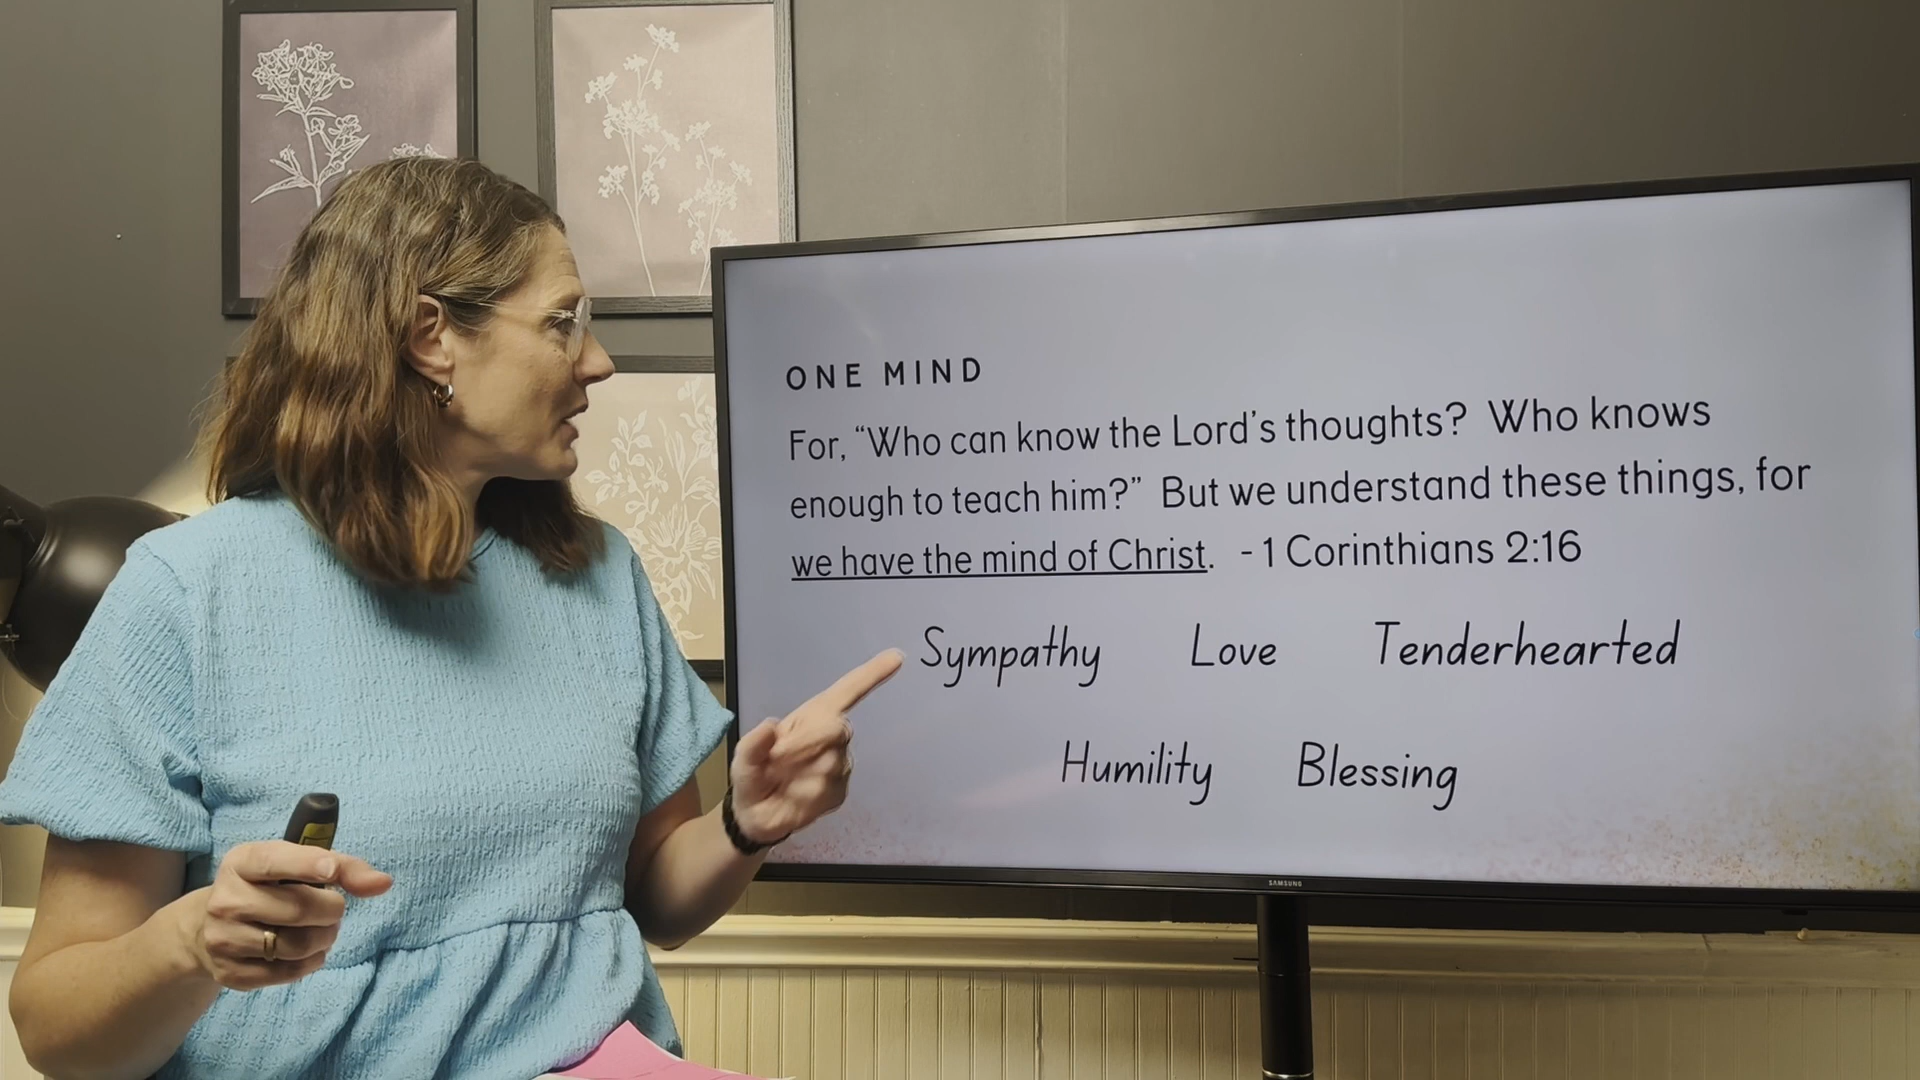 ONE MIND
For, “Who can know the Lord’s thoughts? Who knows
enough to teach him?” But we understand these things, for
we have the mind of Christ. - 1 Corinthians 2:16
Sympathy Love Tenderhearted
Humility Blessing
SAMSUNG